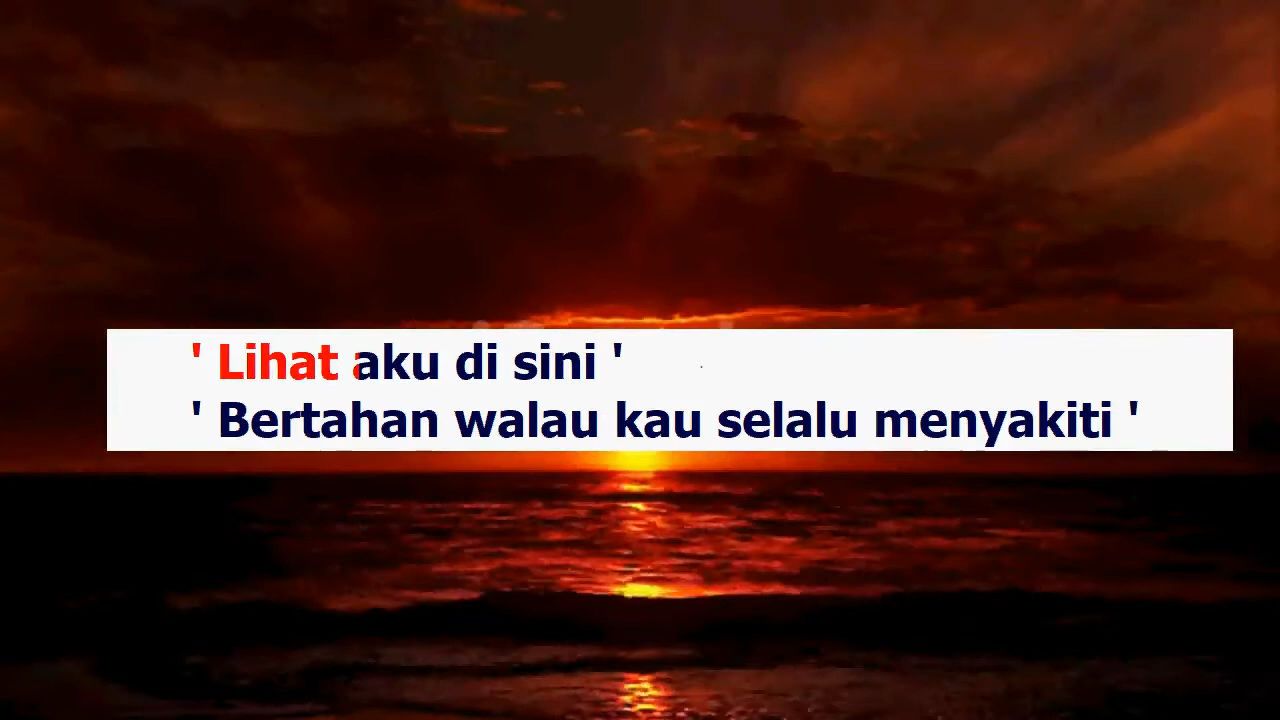 ' Lihat aku di sini '
' Bertahan walau kau selalu menyakiti '